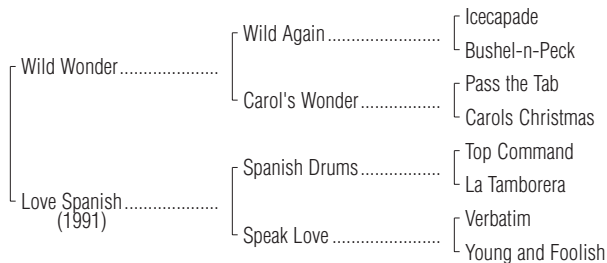 Icecapade
Wild Again
Bushel-n-Peck
Wild Wonder
Pass the Tab
Carol's Wonder
Carols Christmas
Top Command
Spanish Drums
La Tamborera
Love Spanish
(1991)
Verbatim
Speak Love
Young and Foolish